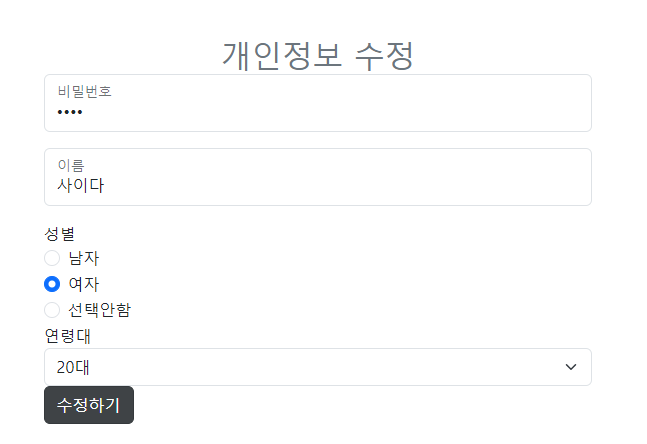 개인정보 수정
비밀번호
••••
이름
사이다
성별
남자
여자
선택안함
연령대
20대
수정하기